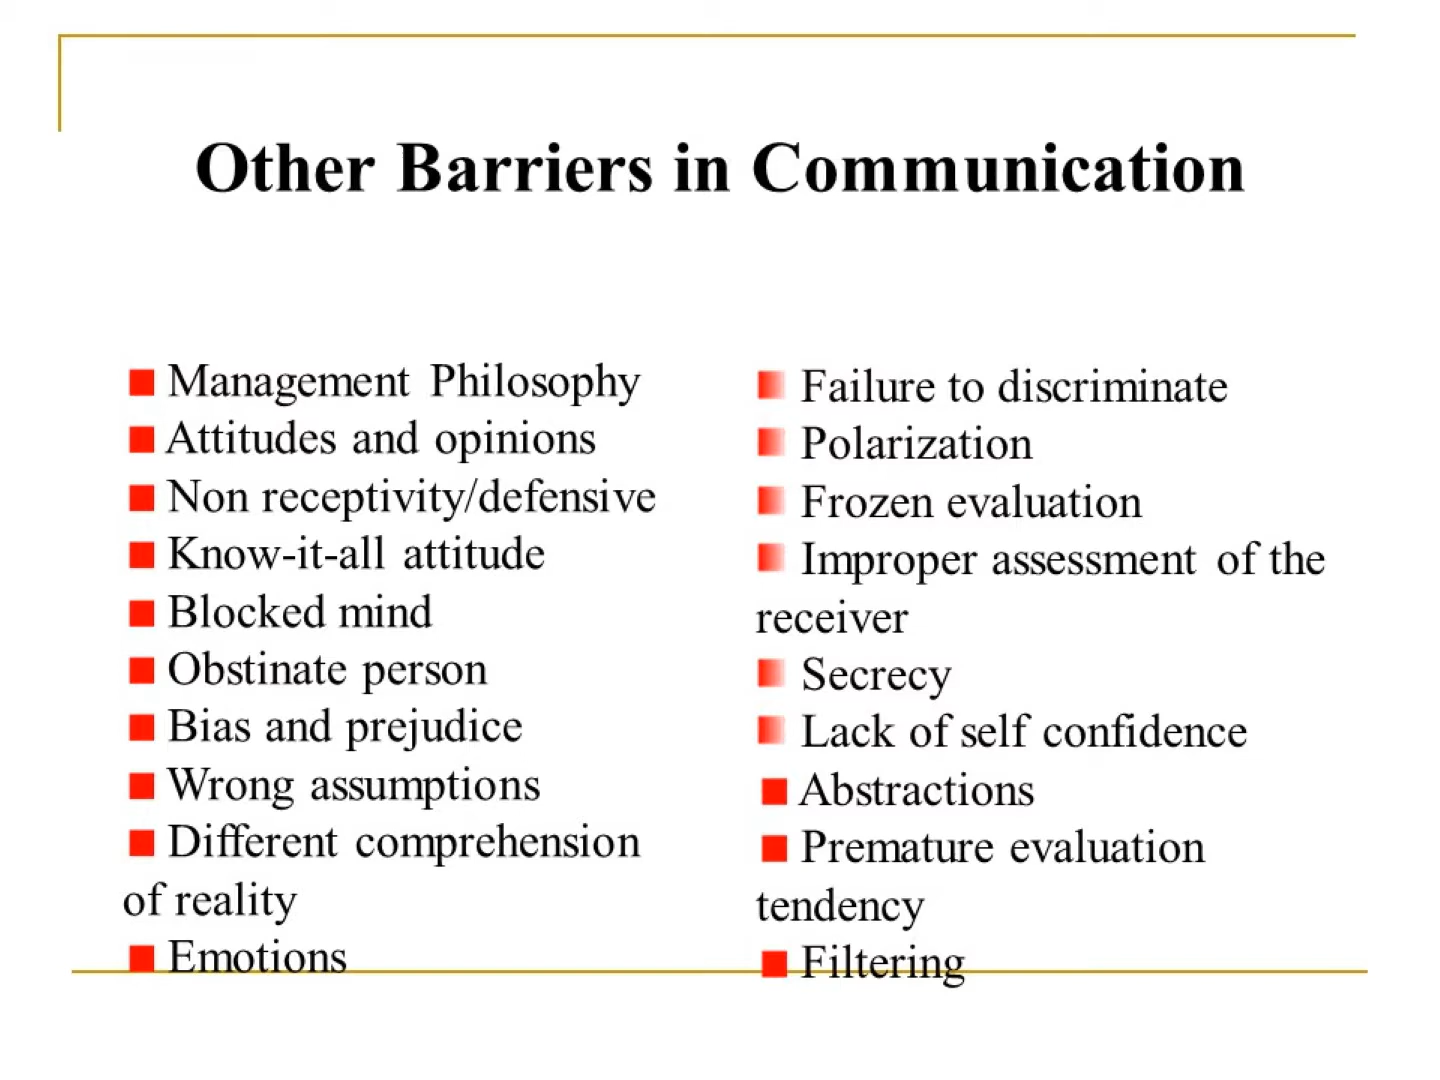 Other Barriers in Communication
Management Philosophy
Attitudes and opinions
Non receptivity/defensive
Know-it-all attitude
Blocked mind
Obstinate person
Bias and prejudice
Wrong assumptions
Different comprehension
of reality
Emotions
Failure to discriminate
Polarization
Frozen evaluation
Improper assessment of the
receiver
Secrecy
Lack of self confidence
Abstractions
Premature evaluation
tendency
Filtering